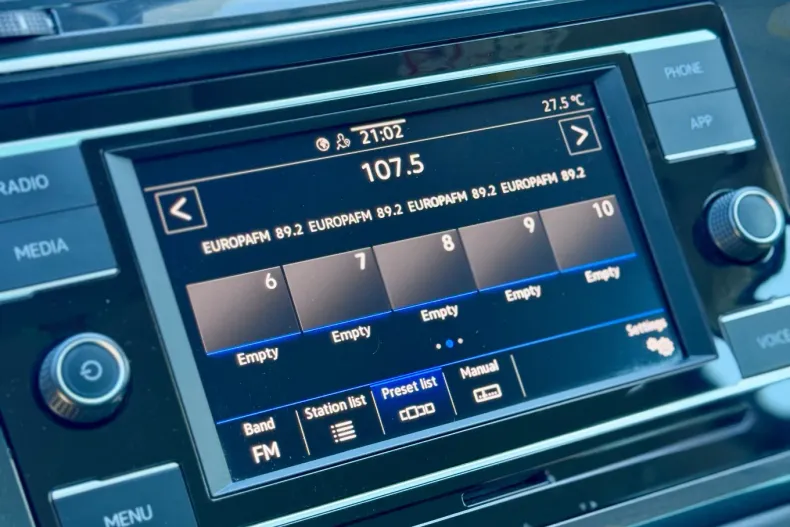 PHONE
APP
RADIO
MEDIA
21:02
27.5 °C
<
107.5
>
EUROPAFM 89.2 EUROPAFM 89.2 EUROPAFM 89.2 EUROPAFM 89.2
6
7
8
9
10
Empty
Empty
Empty
Empty
Empty
Settings
Band
FM
Station list
Preset list
Manual
VOICE
MENU